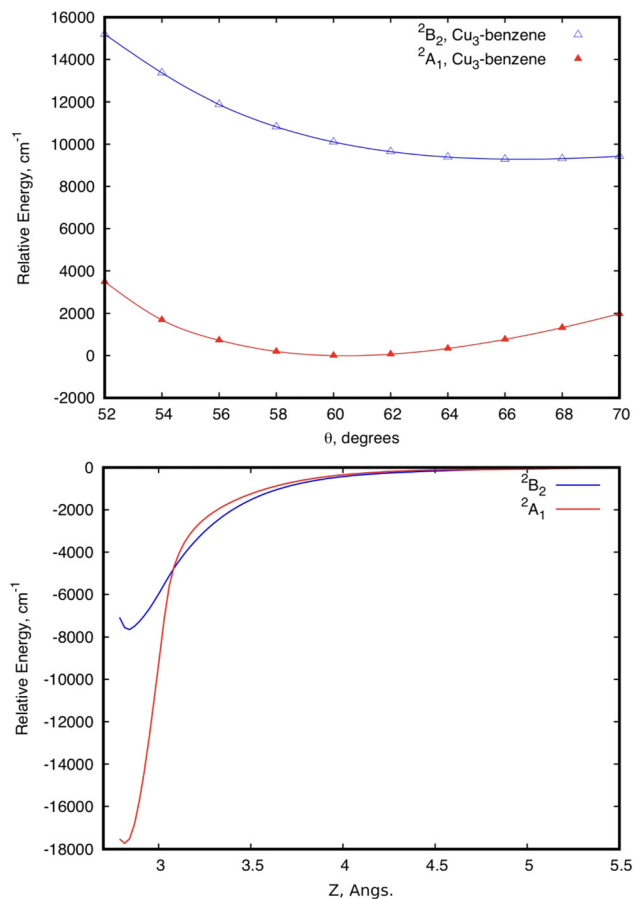 16000
14000
12000
10000
8000
6000
4000
2000
0
-2000
Relative Energy, cm⁻¹
²B₂, Cu₃-benzene
²A₁, Cu₃-benzene
52 54 56 58 60 62 64 66 68 70
θ, degrees
0
-2000
-4000
-6000
-8000
-10000
-12000
-14000
-16000
-18000
Relative Energy, cm⁻¹
²B₂
²A₁
3 3.5 4 4.5 5 5.5
Z, Angs.